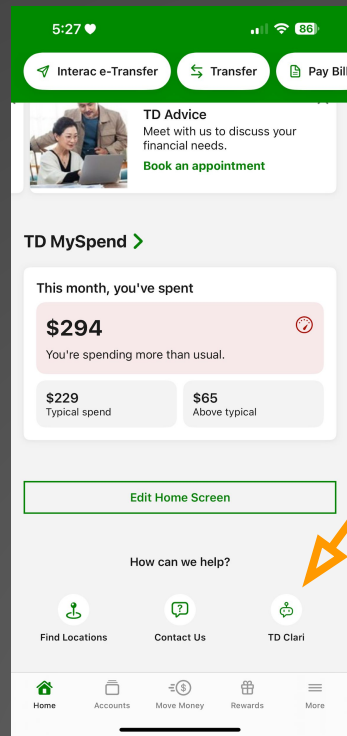 5:27
86
Interac e-Transfer
Transfer
Pay Bill
TD Advice
Meet with us to discuss your
financial needs.
Book an appointment
TD MySpend
This month, you've spent
$294
You're spending more than usual.
$229
Typical spend
$65
Above typical
Edit Home Screen
How can we help?
Find Locations
Contact Us
TD Clari
Home
Accounts
Move Money
Rewards
More